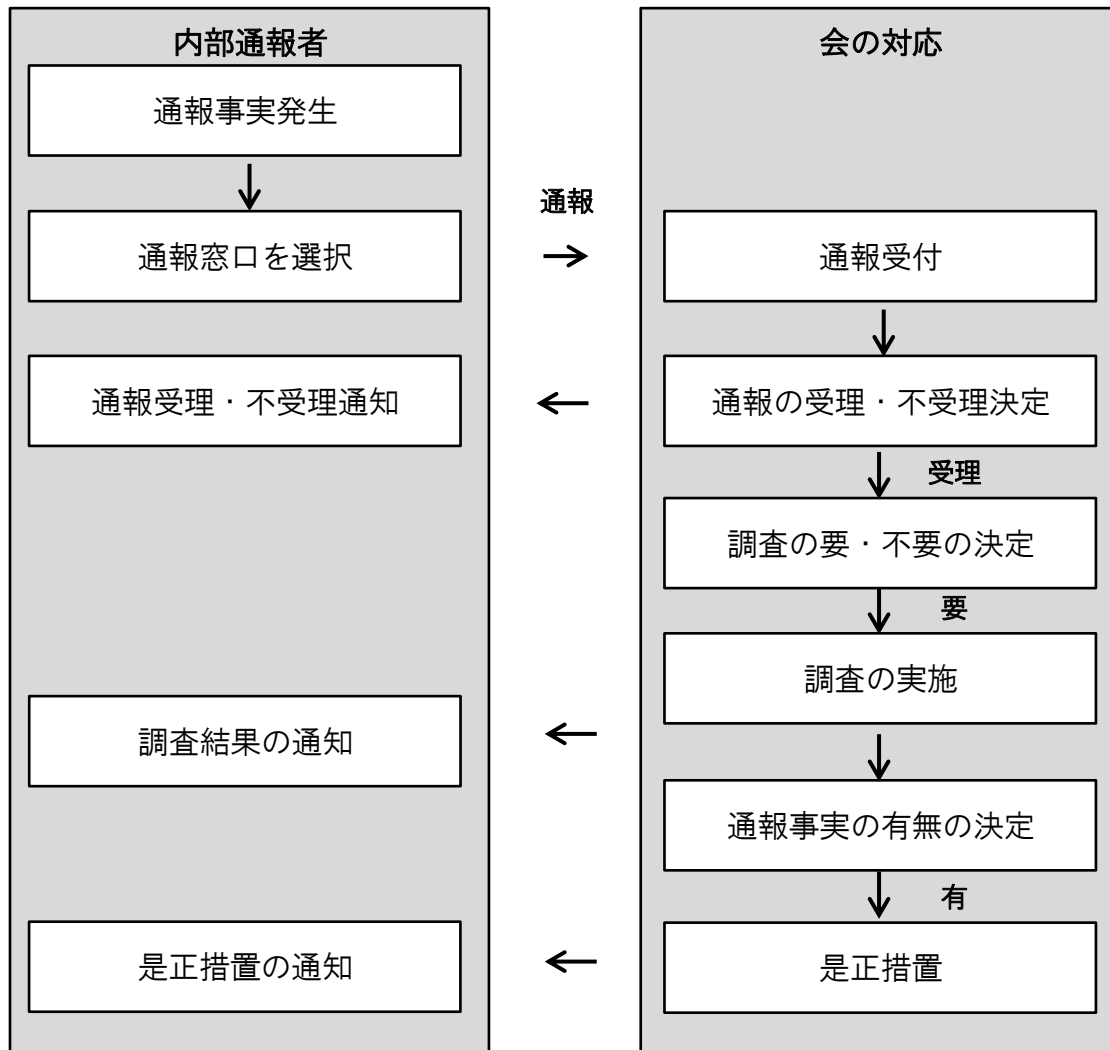 内部通報者
会の対応
通報事実発生
通報
通報窓口を選択
通報受付
通報受理・不受理通知
通報の受理・不受理決定
受理
調査の要・不要の決定
要
調査の実施
調査結果の通知
通報事実の有無の決定
有
是正措置の通知
是正措置